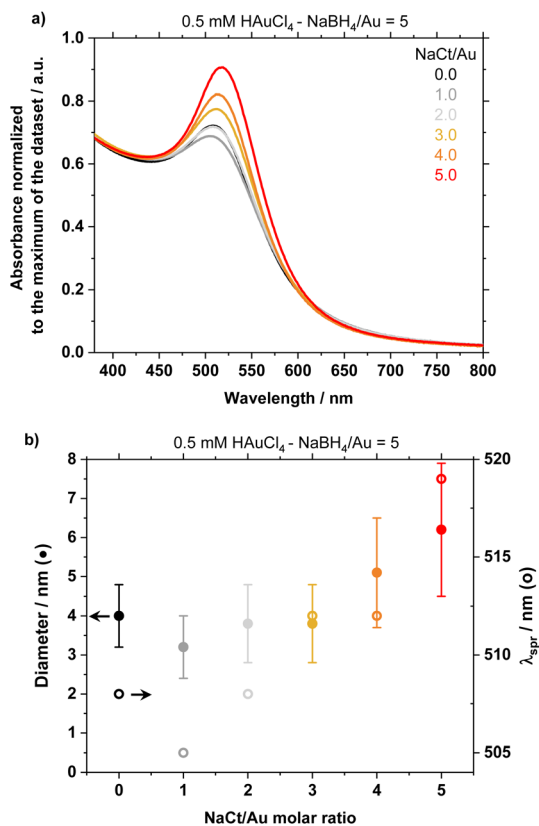 a)
0.5 mM HAuCl₄ - NaBH₄/Au = 5
Absorbance normalized
to the maximum of the dataset / a.u.
1.0
0.8
0.6
0.4
0.2
0.0
NaCt/Au
0.0
1.0
2.0
3.0
4.0
5.0
400 450 500 550 600 650 700 750 800
Wavelength / nm
b)
0.5 mM HAuCl₄ - NaBH₄/Au = 5
Diameter / nm (●)
8
7
6
5
4
3
2
1
0
520
515
510
505
λspr / nm (o)
0 1 2 3 4 5
NaCt/Au molar ratio